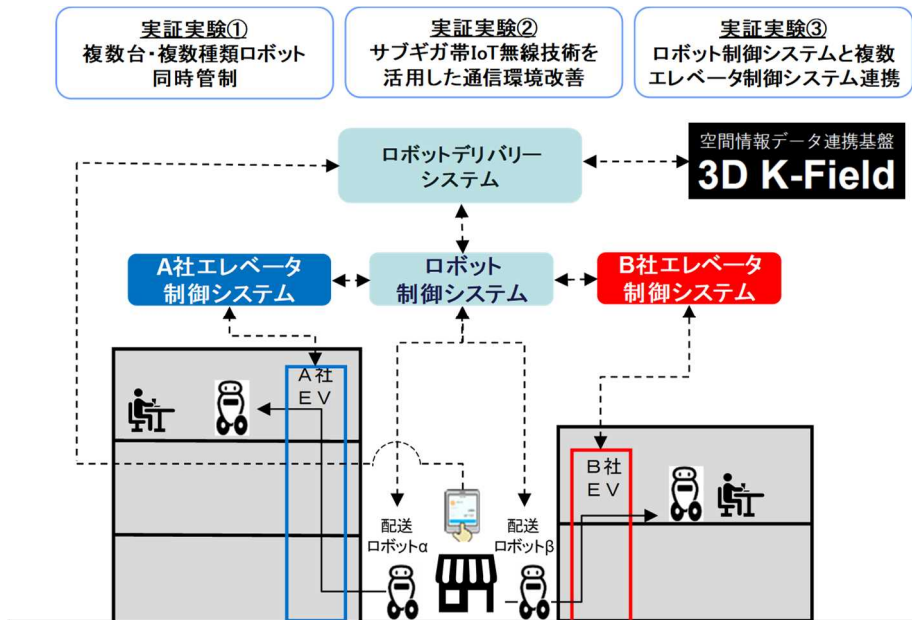 実証実験①
複数台・複数種類ロボット
同時管制
実証実験②
サブギガ帯IoT無線技術を
活用した通信環境改善
実証実験③
ロボット制御システムと複数
エレベータ制御システム連携
ロボットデリバリー
システム
空間情報データ連携基盤
3D K-Field
A社エレベータ
制御システム
ロボット
制御システム
B社エレベータ
制御システム
A社
EV
B社
EV
配送
ロボットα
配送
ロボットβ